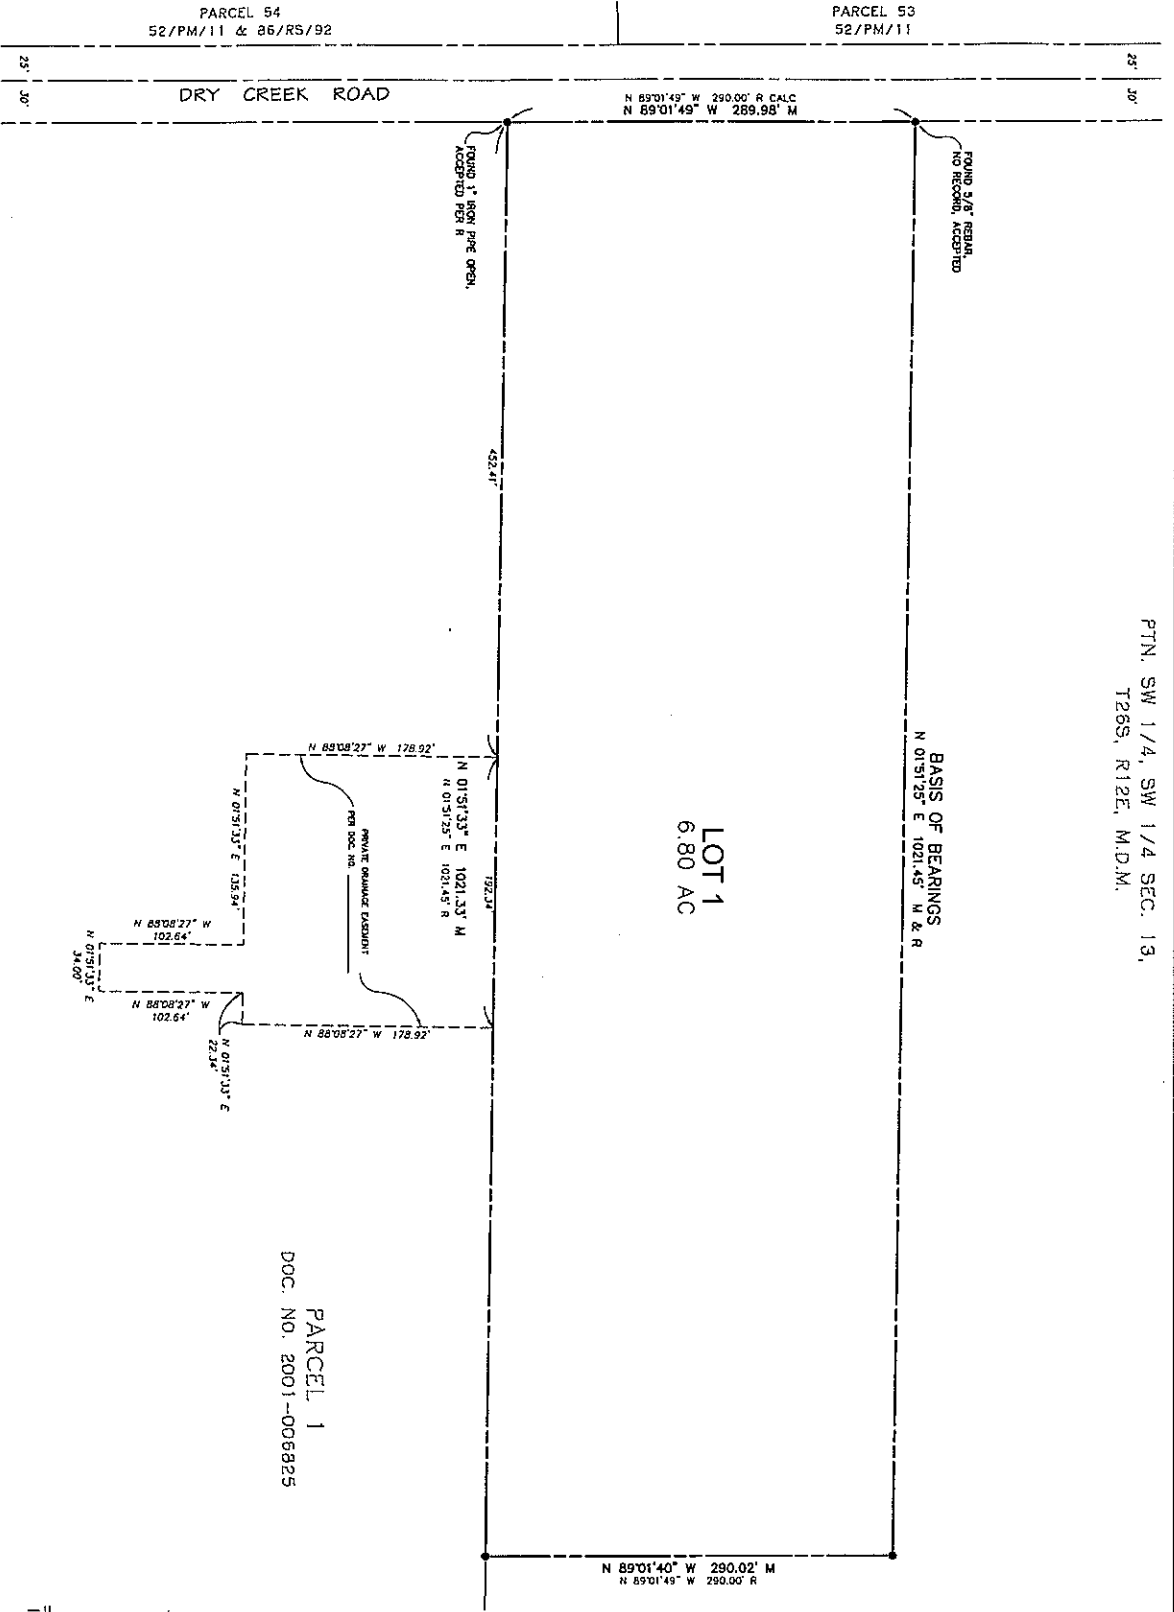 PARCEL 54
52/PM/11 & 86/RS/92
PARCEL 53
52/PM/11
25'
30'
DRY CREEK ROAD
25'
30'
N 89°01'49" W 290.00' R CALC
N 89°01'49" W 289.98' M
FOUND 1" IRON PIPE OPEN,
ACCEPTED PER R
FOUND 5/8" REBAR,
NO RECORD, ACCEPTED
452.41'
PTN. SW 1/4, SW 1/4 SEC. 13,
T26S, R12E, M.D.M.
BASIS OF BEARINGS
N 01°51'25" E 1021.45' M & R
LOT 1
6.80 AC
N 88°08'27" W 178.92'
N 01°51'33" E 1021.33' M
N 01°51'25" E 1021.45' R
192.34'
PRIVATE DRAINAGE EASEMENT
PER DOC. NO.
N 01°51'33" E 135.94'
N 88°08'27" W
102.64'
N 01°51'33" E
34.00'
N 88°08'27" W
102.64'
N 88°08'27" W 178.92'
N 01°51'33" E
22.34'
PARCEL 1
DOC. NO. 2001-006825
N 89°01'40" W 290.02' M
N 89°01'49" W 290.00' R